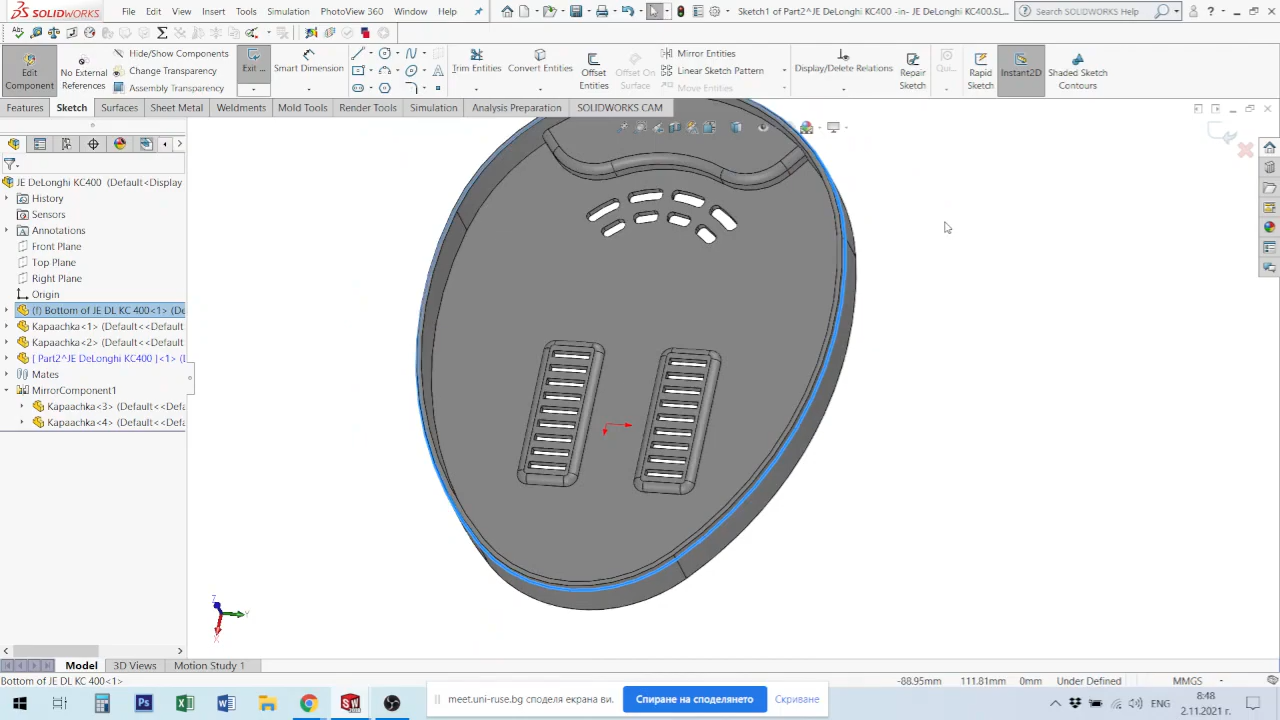 SOLIDWORKS File Edit View Insert Tools Simulation PhotoView 360 Window Help Sketch1 of Part2^JE DeLonghi KC400 -in- JE DeLonghi KC400.SL... Search SOLIDWORKS Help
Edit Component
No External References
Hide/Show Components
Change Transparency
Assembly Transparency
Exit ...
Smart Dimension
Trim Entities
Convert Entities
Offset Entities
Offset On Surface
Mirror Entities
Linear Sketch Pattern
Move Entities
Display/Delete Relations
Repair Sketch
Qui...
Rapid Sketch
Instant2D
Shaded Sketch Contours
Features Sketch Surfaces Sheet Metal Weldments Mold Tools Render Tools Simulation Analysis Preparation SOLIDWORKS CAM
JE DeLonghi KC400 (Default<Display
History
Sensors
Annotations
Front Plane
Top Plane
Right Plane
Origin
(f) Bottom of JE DL KC 400<1> (De
Kapaachka<1> (Default<<Default
Kapaachka<2> (Default<<Default
[ Part2^JE DeLonghi KC400 ]<1> (
Mates
MirrorComponent1
Kapaachka<3> (Default<<Defa
Kapaachka<4> (Default<<Defa
Z
Y
X
Model 3D Views Motion Study 1
Bottom of JE DL KC 400<1> -88.95mm 111.81mm 0mm Under Defined MMGS
meet.uni-ruse.bg споделя екрана ви. Спиране на споделянето Скриване
ENG
8:48
2.11.2021 г.